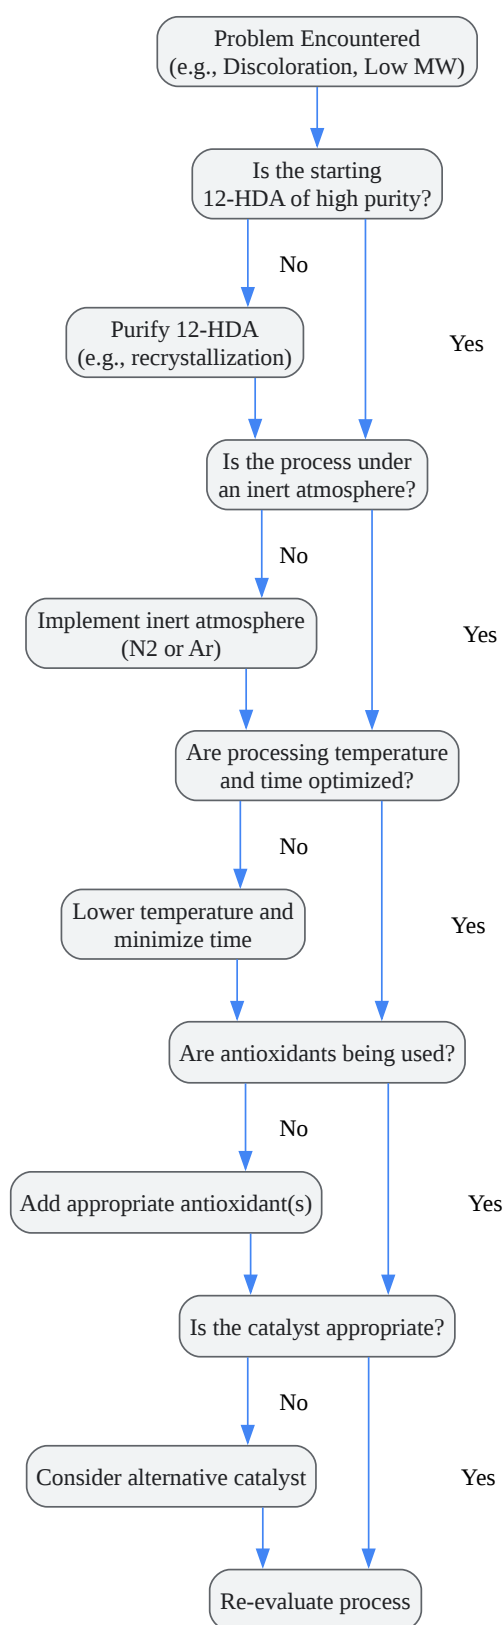 Problem Encountered
(e.g., Discoloration, Low MW)
Is the starting
12-HDA of high purity?
No
Purify 12-HDA
(e.g., recrystallization)
Yes
Is the process under
an inert atmosphere?
No
Implement inert atmosphere
(N2 or Ar)
Yes
Are processing temperature
and time optimized?
No
Lower temperature and
minimize time
Yes
Are antioxidants being used?
No
Add appropriate antioxidant(s)
Yes
Is the catalyst appropriate?
No
Consider alternative catalyst
Yes
Re-evaluate process